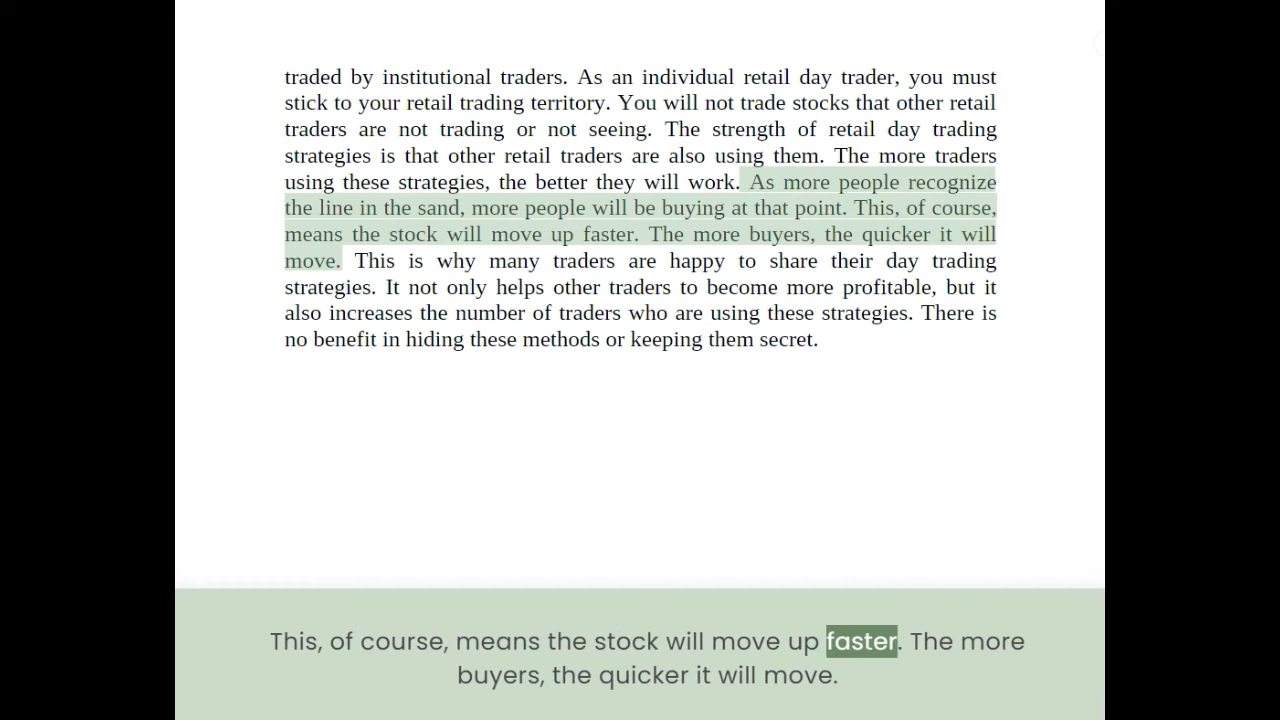 traded by institutional traders. As an individual retail day trader, you must
stick to your retail trading territory. You will not trade stocks that other retail
traders are not trading or not seeing. The strength of retail day trading
strategies is that other retail traders are also using them. The more traders
using these strategies, the better they will work. As more people recognize
the line in the sand, more people will be buying at that point. This, of course,
means the stock will move up faster. The more buyers, the quicker it will
move. This is why many traders are happy to share their day trading
strategies. It not only helps other traders to become more profitable, but it
also increases the number of traders who are using these strategies. There is
no benefit in hiding these methods or keeping them secret.
This, of course, means the stock will move up faster. The more
buyers, the quicker it will move.